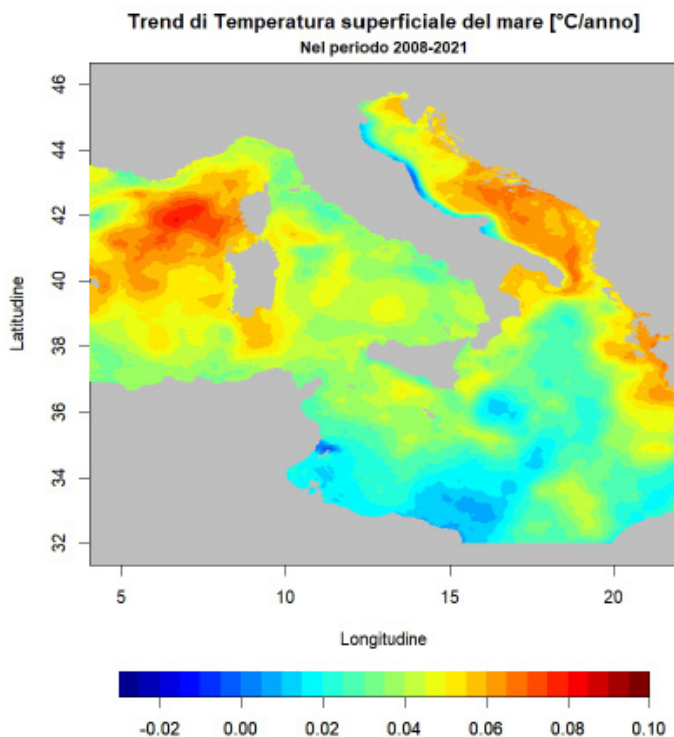 Trend di Temperatura superficiale del mare [°C/anno]
Nel periodo 2008-2021
46
44
42
40
38
36
34
32
Latitudine
5 10 15 20
Longitudine
-0.02 0.00 0.02 0.04 0.06 0.08 0.10